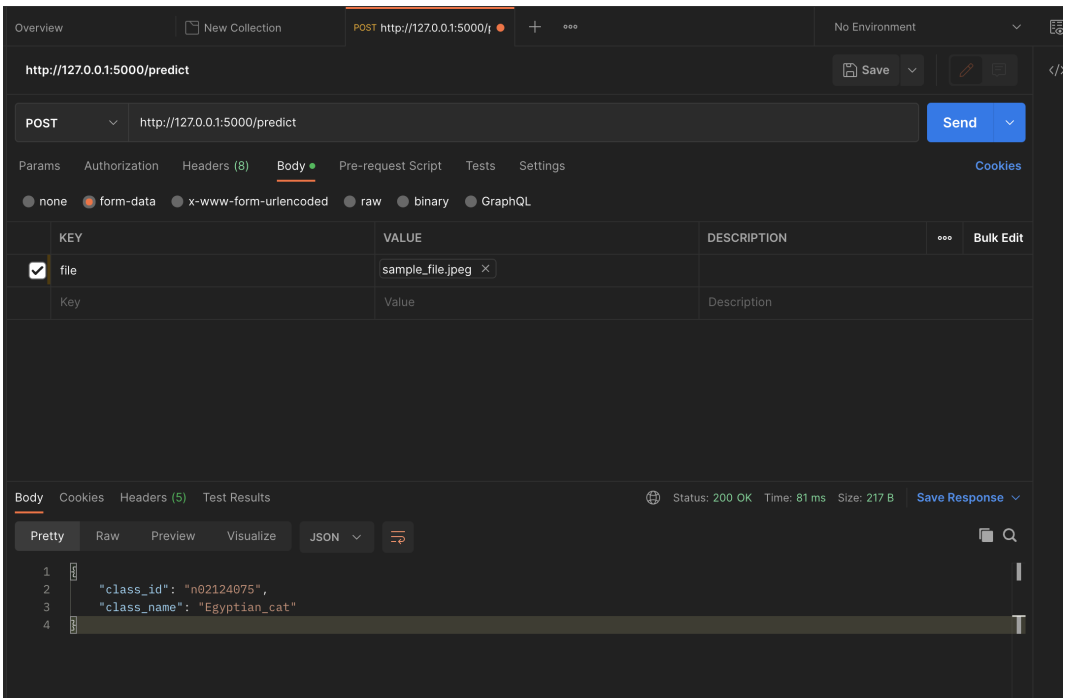 Overview New Collection POST http://127.0.0.1:5000/p No Environment
http://127.0.0.1:5000/predict Save
POST http://127.0.0.1:5000/predict Send
Params Authorization Headers (8) Body Pre-request Script Tests Settings Cookies
none form-data x-www-form-urlencoded raw binary GraphQL
KEY VALUE DESCRIPTION Bulk Edit
file sample_file.jpeg
Key Value Description
Body Cookies Headers (5) Test Results Status: 200 OK Time: 81 ms Size: 217 B Save Response
Pretty Raw Preview Visualize JSON
1 {
2 "class_id": "n02124075",
3 "class_name": "Egyptian_cat"
4 }